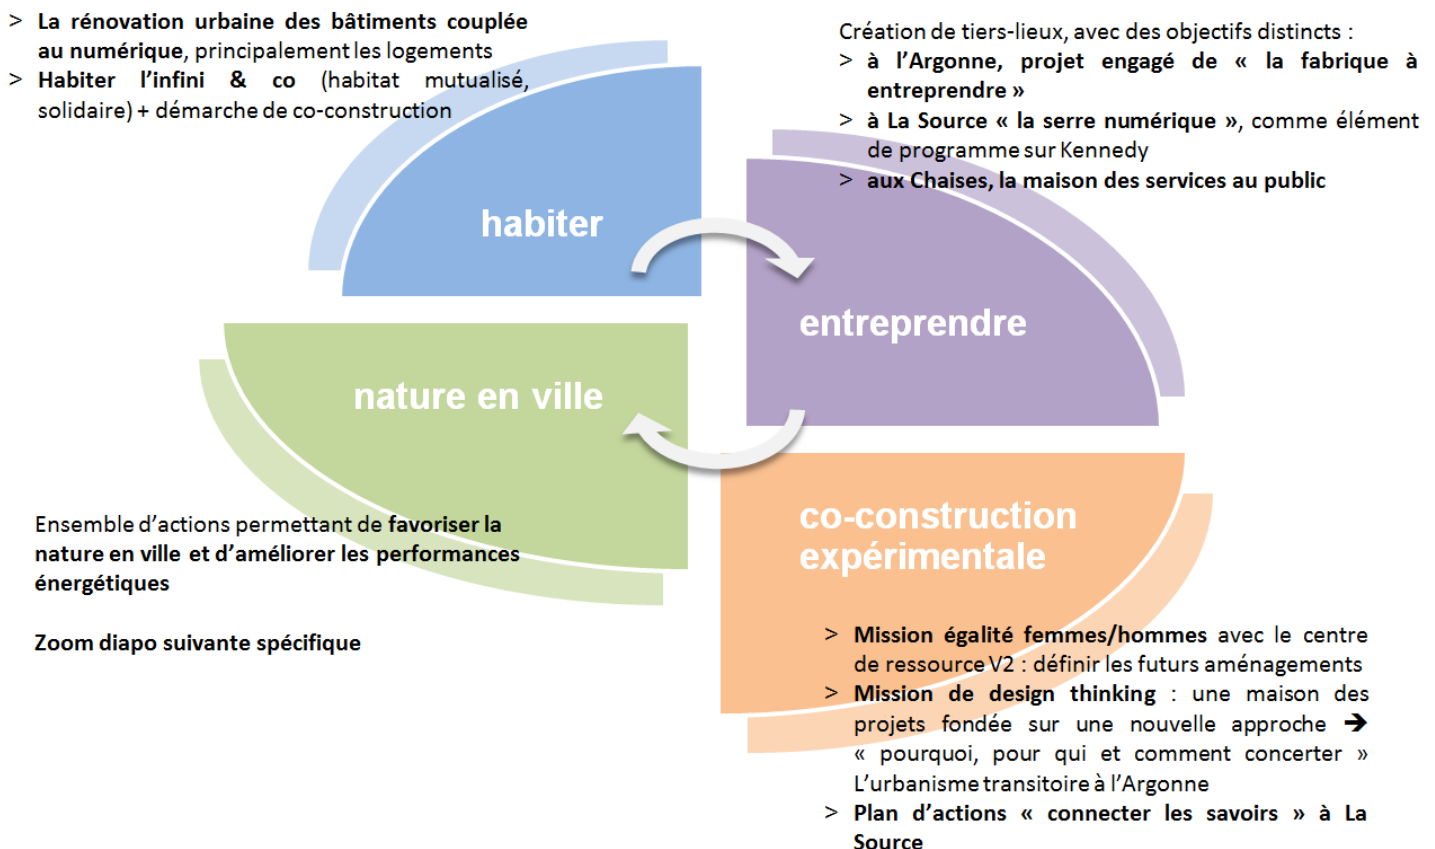 > La rénovation urbaine des bâtiments couplée
au numérique, principalement les logements
> Habiter l’infini & co (habitat mutualisé,
solidaire) + démarche de co-construction
habiter
Création de tiers-lieux, avec des objectifs distincts :
> à l’Argonne, projet engagé de « la fabrique à
entreprendre »
> à La Source « la serre numérique », comme élément
de programme sur Kennedy
> aux Chaises, la maison des services au public
entreprendre
nature en ville
Ensemble d’actions permettant de favoriser la
nature en ville et d’améliorer les performances
énergétiques
Zoom diapo suivante spécifique
co-construction
expérimentale
> Mission égalité femmes/hommes avec le centre
de ressource V2 : définir les futurs aménagements
> Mission de design thinking : une maison des
projets fondée sur une nouvelle approche ➔
« pourquoi, pour qui et comment concerter »
L’urbanisme transitoire à l’Argonne
> Plan d’actions « connecter les savoirs » à La
Source